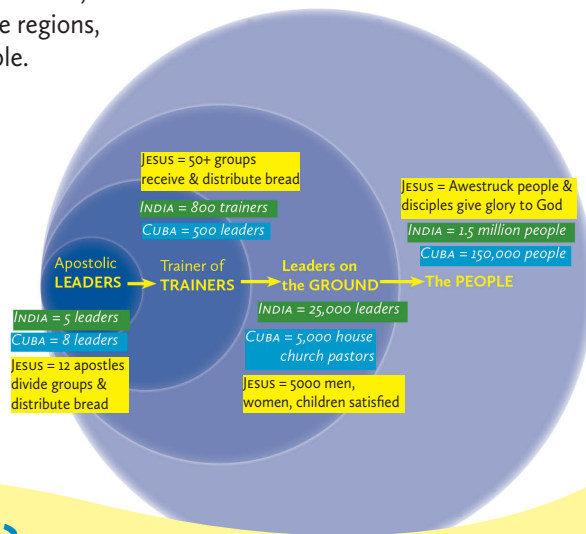 e regions,
ple.
JESUS = 50+ groups
receive & distribute bread
INDIA = 800 trainers
CUBA = 500 leaders
JESUS = Awestruck people &
disciples give glory to God
INDIA = 1.5 million people
CUBA = 150,000 people
Apostolic
LEADERS
Trainer of
TRAINERS
Leaders on
the GROUND
The PEOPLE
INDIA = 5 leaders
CUBA = 8 leaders
JESUS = 12 apostles
divide groups &
distribute bread
INDIA = 25,000 leaders
CUBA = 5,000 house
church pastors
JESUS = 5000 men,
women, children satisfied